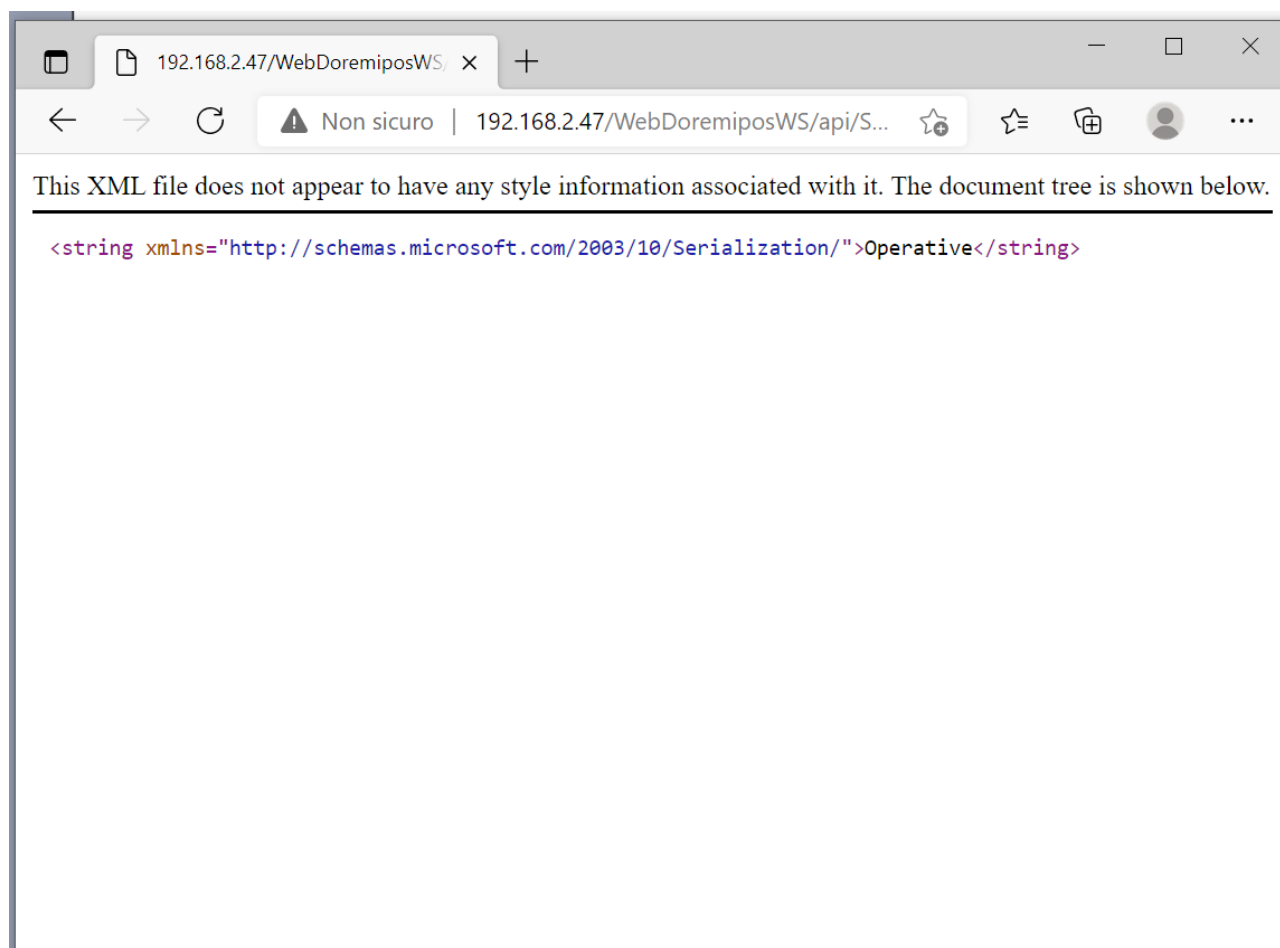 192.168.2.47/WebDoremiposWS/
Non sicuro | 192.168.2.47/WebDoremiposWS/api/S...
This XML file does not appear to have any style information associated with it. The document tree is shown below.
<string xmlns="http://schemas.microsoft.com/2003/10/Serialization/">Operative</string>